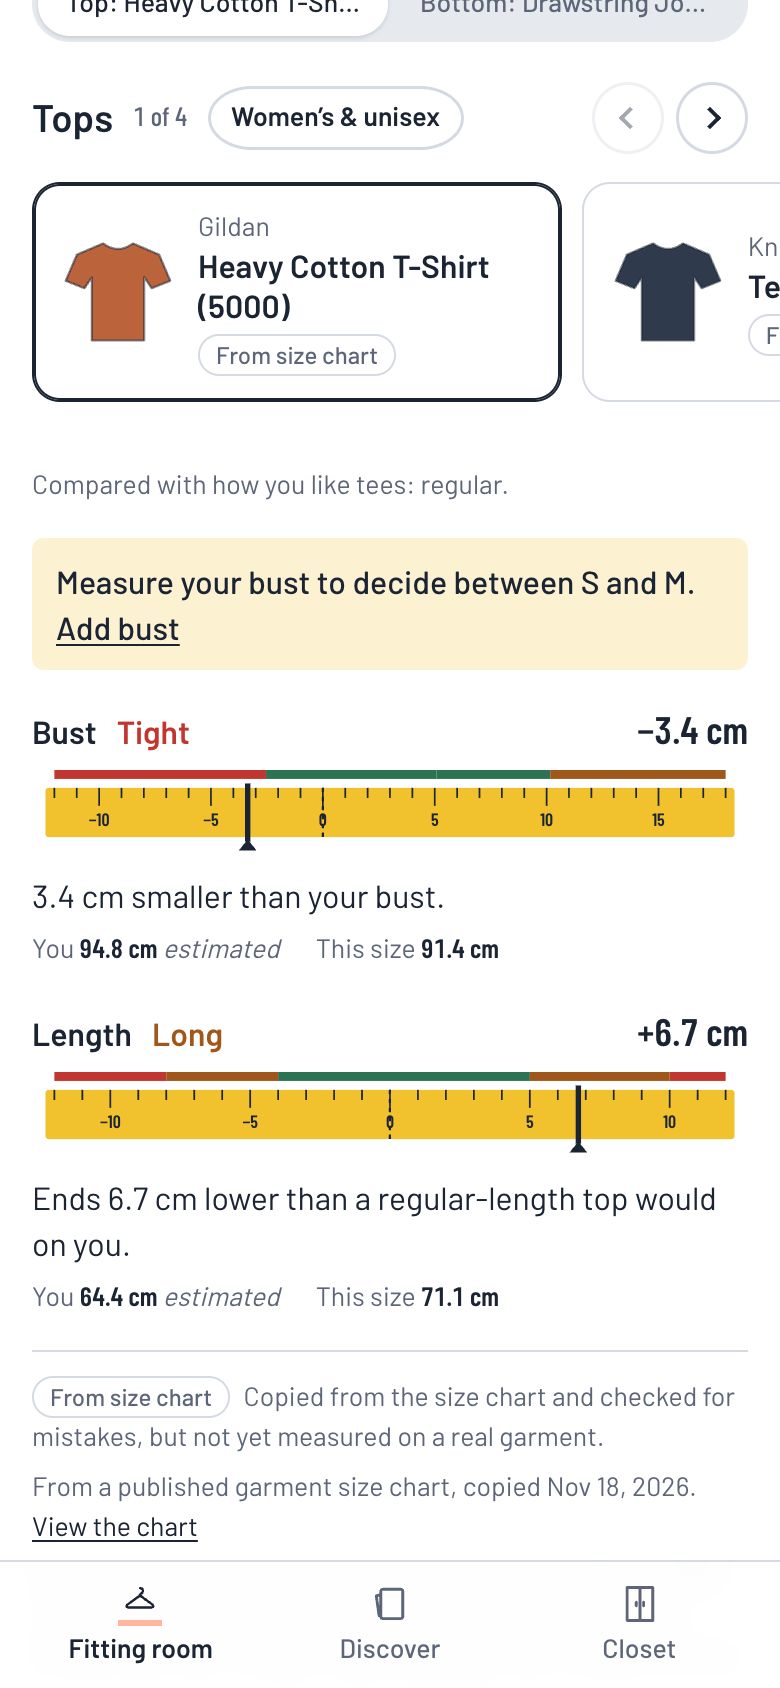 Top: Heavy Cotton T-Sh...
Bottom: Drawstring Jo...
Tops 1 of 4 Women's & unisex
Gildan
Heavy Cotton T-Shirt
(5000)
From size chart
Kn
Te
F
Compared with how you like tees: regular.
Measure your bust to decide between S and M.
Add bust
Bust Tight −3.4 cm
−10 −5 0 5 10 15
3.4 cm smaller than your bust.
You 94.8 cm estimated This size 91.4 cm
Length Long +6.7 cm
−10 −5 0 5 10
Ends 6.7 cm lower than a regular-length top would
on you.
You 64.4 cm estimated This size 71.1 cm
From size chart Copied from the size chart and checked for
mistakes, but not yet measured on a real garment.
From a published garment size chart, copied Nov 18, 2026.
View the chart
Fitting room
Discover
Closet